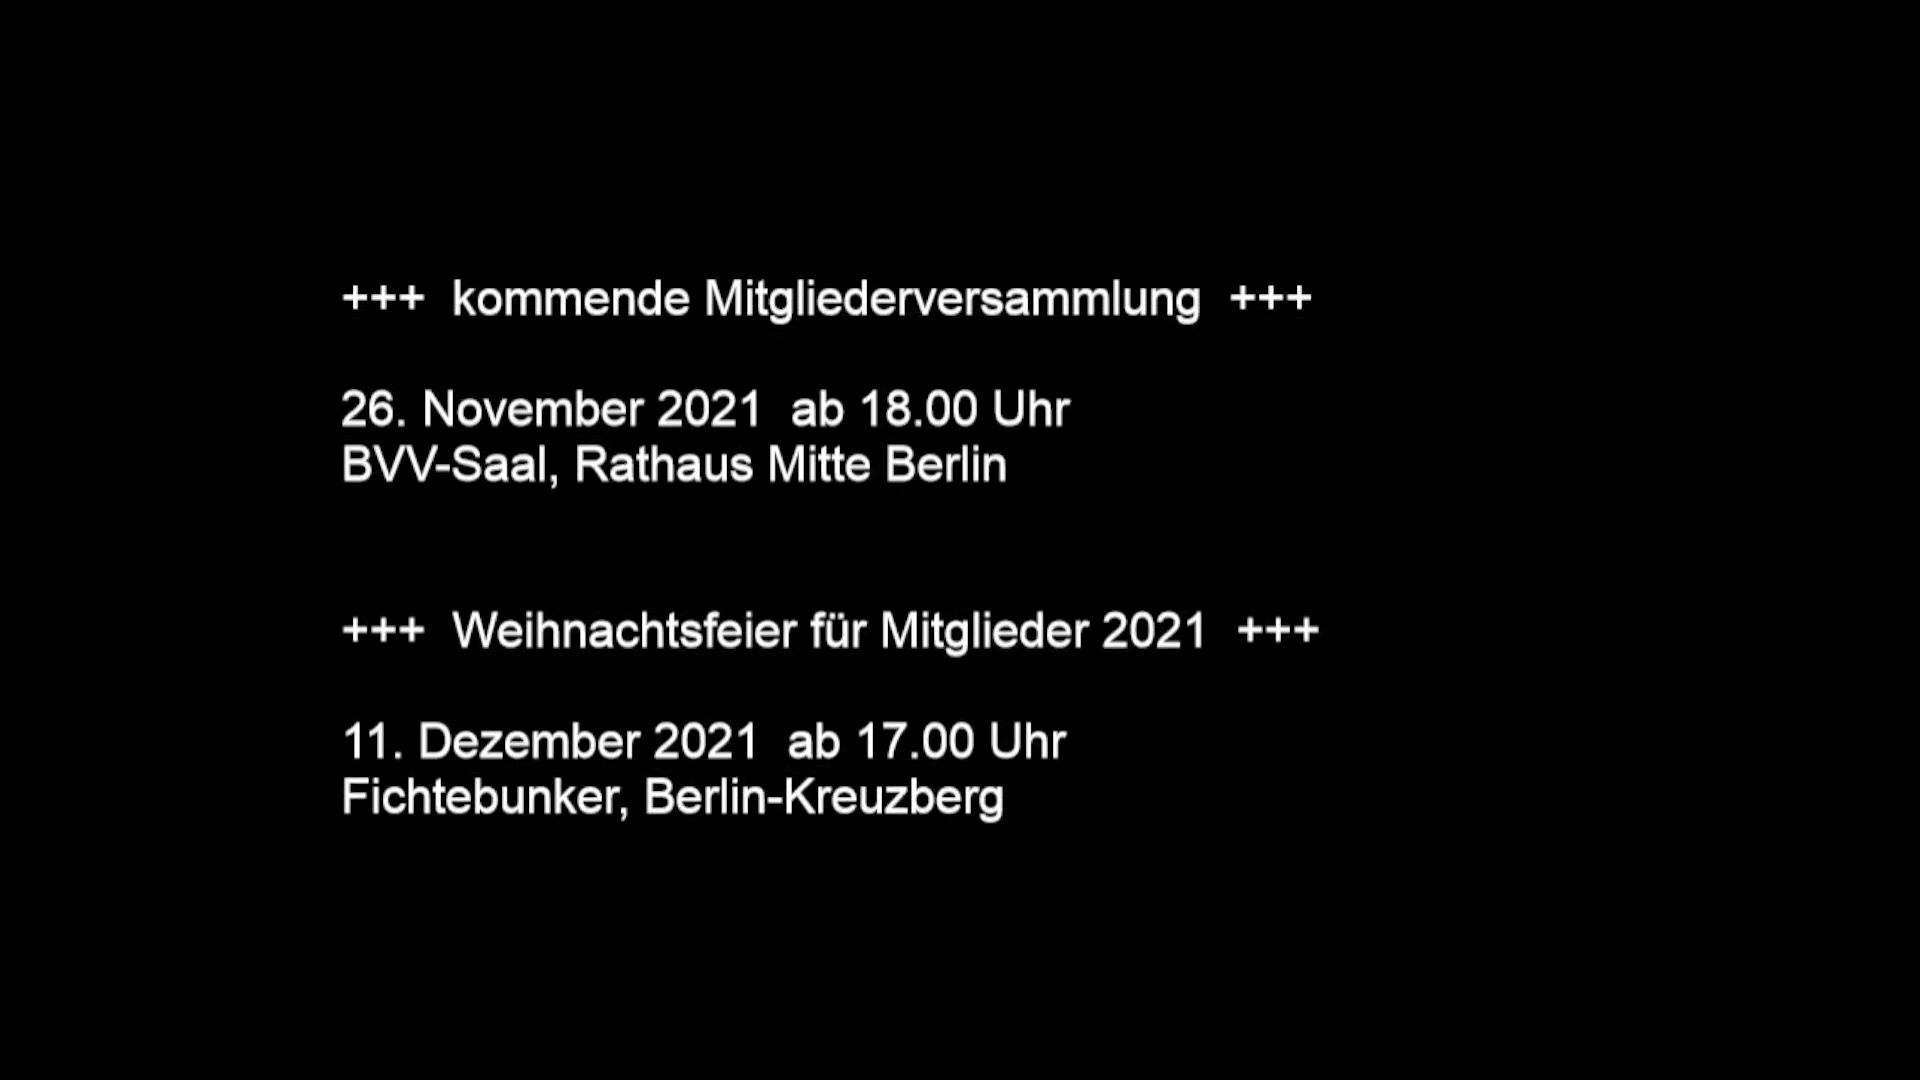 +++ kommende Mitgliederversammlung +++
26. November 2021 ab 18.00 Uhr
BVV-Saal, Rathaus Mitte Berlin
+++ Weihnachtsfeier für Mitglieder 2021 +++
11. Dezember 2021 ab 17.00 Uhr
Fichtebunker, Berlin-Kreuzberg